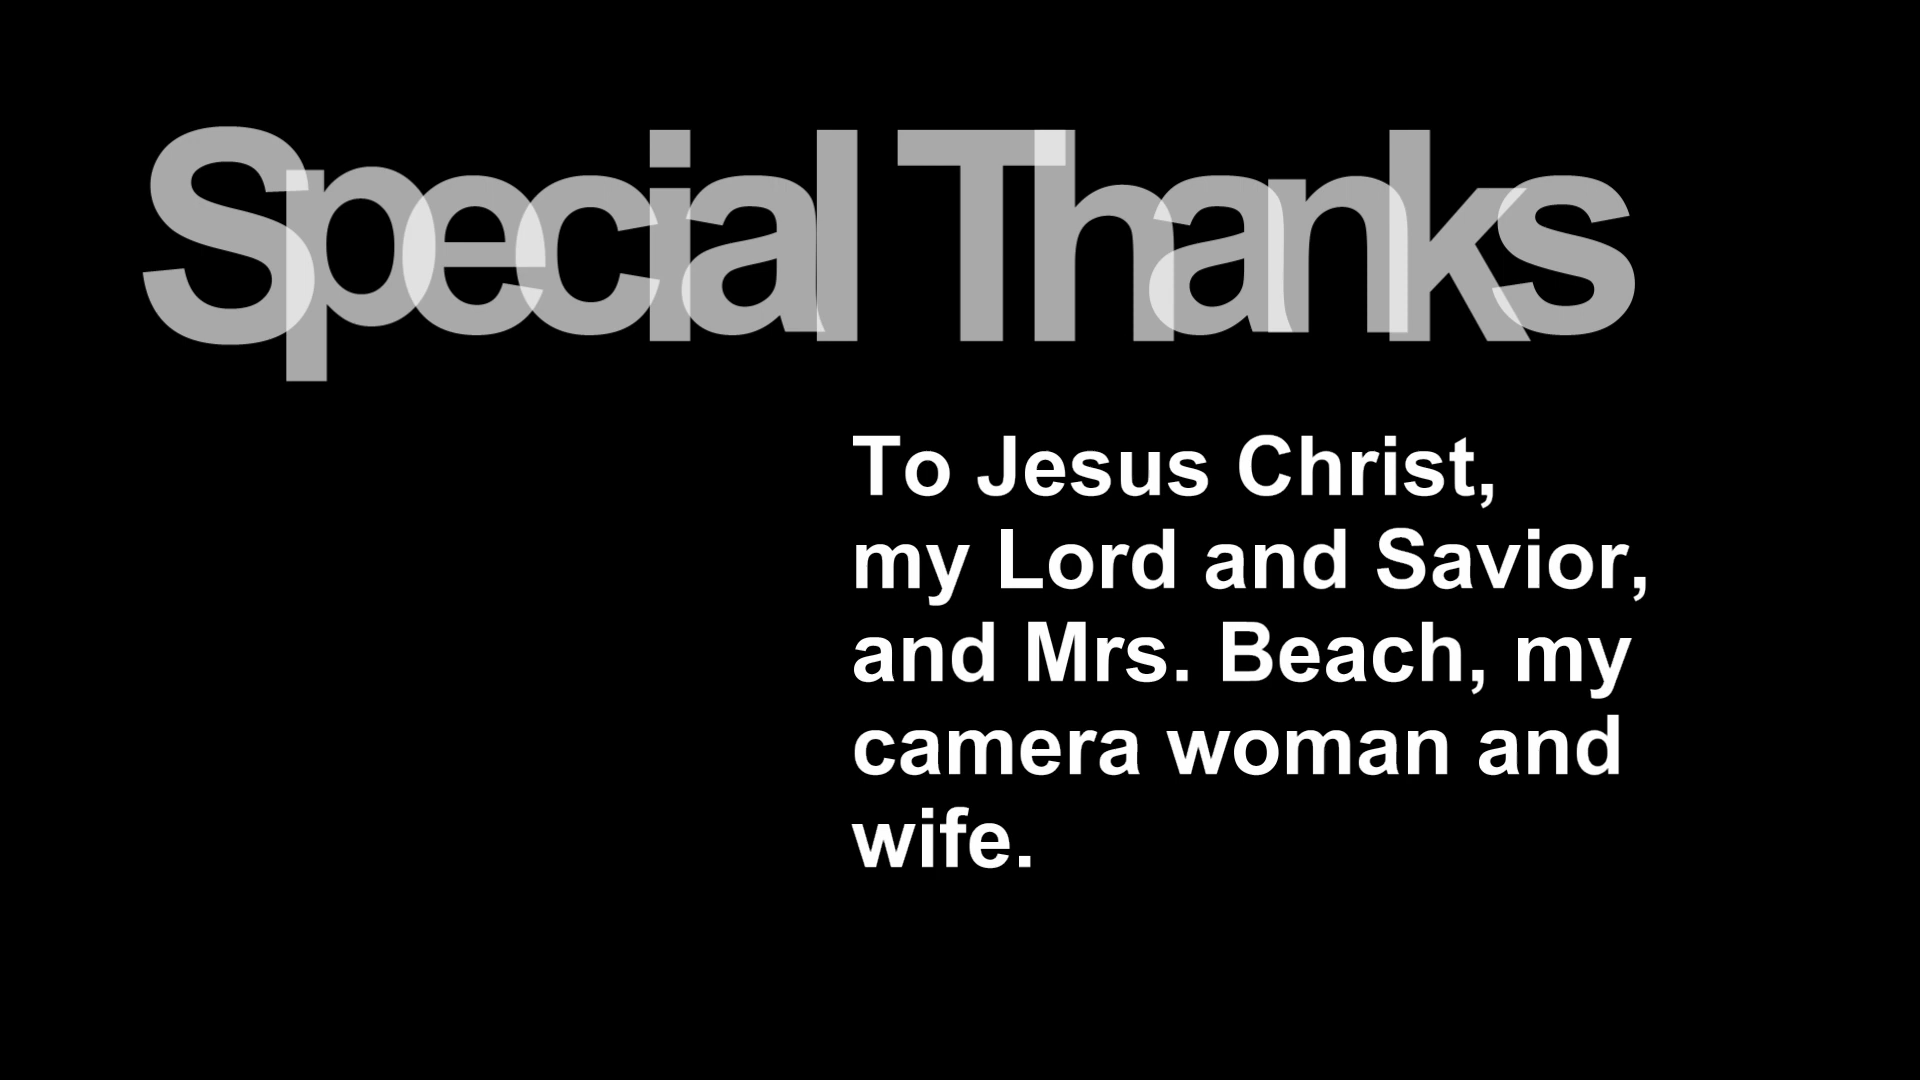 Special Thanks
To Jesus Christ,
my Lord and Savior,
and Mrs. Beach, my
camera woman and
wife.